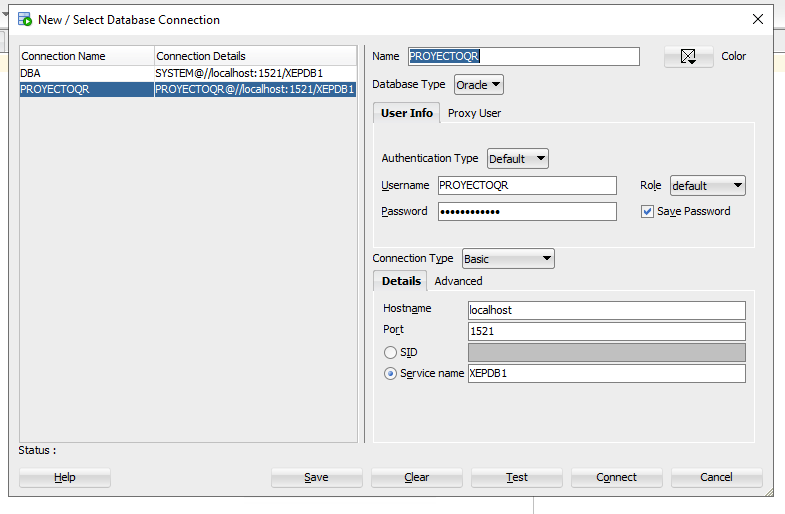 New / Select Database Connection
Connection Name Connection Details
DBA SYSTEM@//localhost:1521/XEPDB1
PROYECTOQR PROYECTOQR@//localhost:1521/XEPDB1
Name PROYECTOQR Color
Database Type Oracle
User Info Proxy User
Authentication Type Default
Username PROYECTOQR Role default
Password •••••••••••• Save Password
Connection Type Basic
Details Advanced
Hostname localhost
Port 1521
SID
Service name XEPDB1
Status :
Help Save Clear Test Connect Cancel